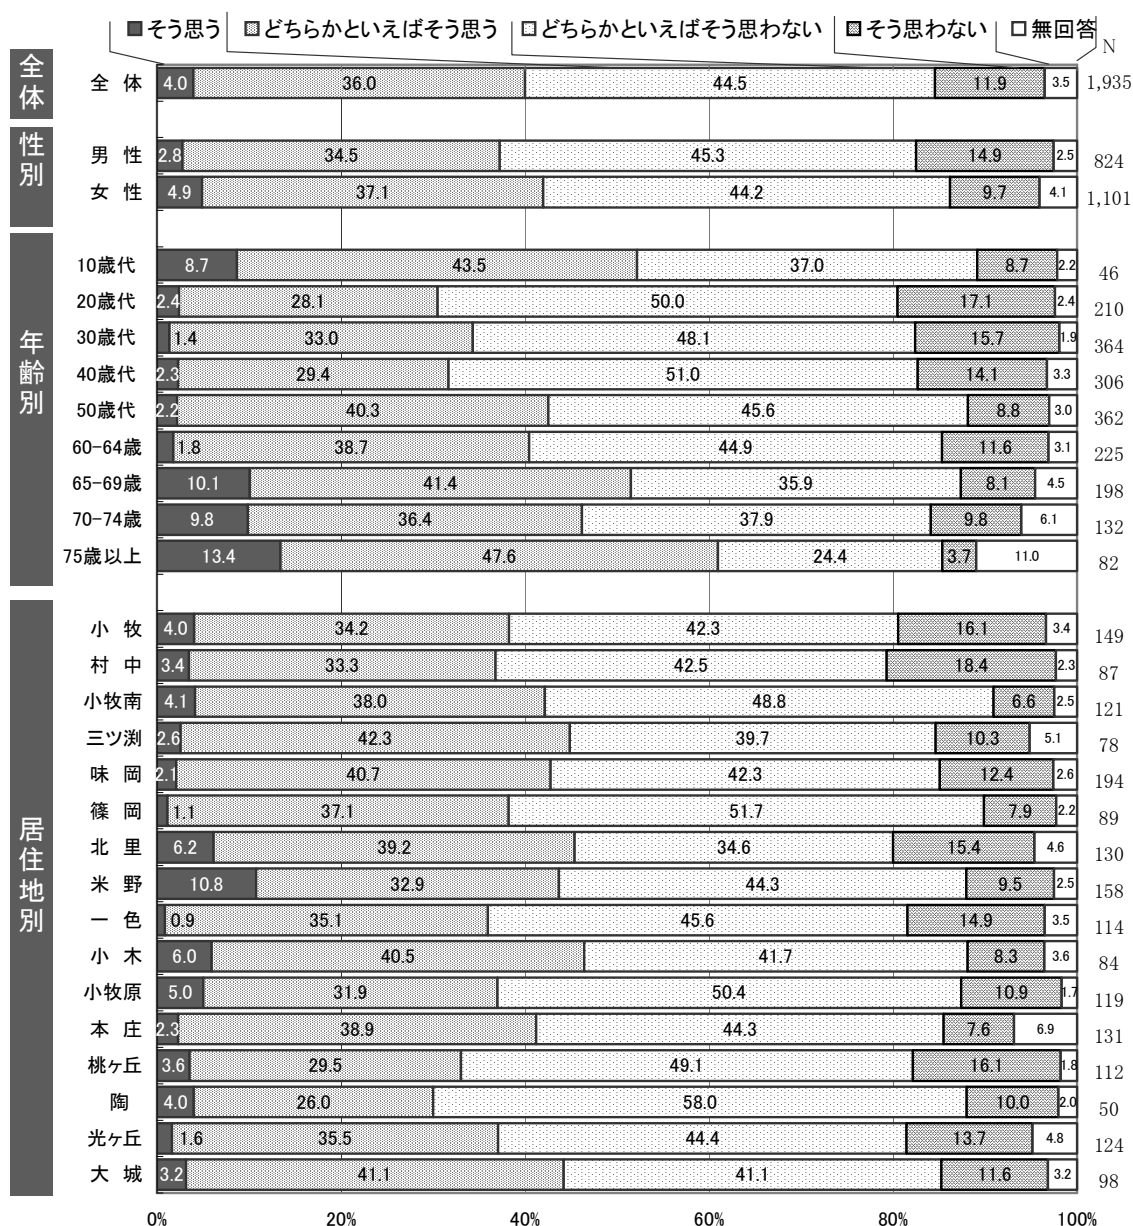 ■そう思う □どちらかといえばそう思う □どちらかといえばそう思わない ■そう思わない □無回答
N
全体
全 体 4.0 36.0 44.5 11.9 3.5 1,935
性別
男 性 2.8 34.5 45.3 14.9 2.5 824
女 性 4.9 37.1 44.2 9.7 4.1 1,101
年齢別
10歳代 8.7 43.5 37.0 8.7 2.2 46
20歳代 2.4 28.1 50.0 17.1 2.4 210
30歳代 1.4 33.0 48.1 15.7 1.9 364
40歳代 2.3 29.4 51.0 14.1 3.3 306
50歳代 2.2 40.3 45.6 8.8 3.0 362
60-64歳 1.8 38.7 44.9 11.6 3.1 225
65-69歳 10.1 41.4 35.9 8.1 4.5 198
70-74歳 9.8 36.4 37.9 9.8 6.1 132
75歳以上 13.4 47.6 24.4 3.7 11.0 82
居住地別
小 牧 4.0 34.2 42.3 16.1 3.4 149
村 中 3.4 33.3 42.5 18.4 2.3 87
小牧南 4.1 38.0 48.8 6.6 2.5 121
三ツ渕 2.6 42.3 39.7 10.3 5.1 78
味 岡 2.1 40.7 42.3 12.4 2.6 194
篠 岡 1.1 37.1 51.7 7.9 2.2 89
北 里 6.2 39.2 34.6 15.4 4.6 130
米 野 10.8 32.9 44.3 9.5 2.5 158
一 色 0.9 35.1 45.6 14.9 3.5 114
小 木 6.0 40.5 41.7 8.3 3.6 84
小牧原 5.0 31.9 50.4 10.9 1.7 119
本 庄 2.3 38.9 44.3 7.6 6.9 131
桃ヶ丘 3.6 29.5 49.1 16.1 1.8 112
陶 4.0 26.0 58.0 10.0 2.0 50
光ヶ丘 1.6 35.5 44.4 13.7 4.8 124
大 城 3.2 41.1 41.1 11.6 3.2 98
0% 20% 40% 60% 80% 100%